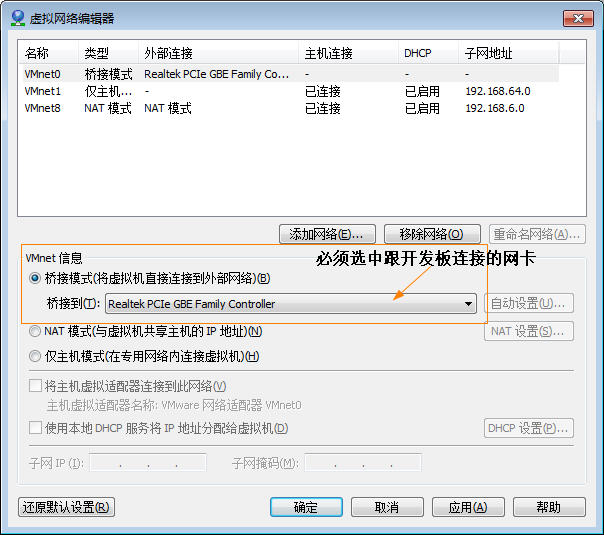 虚拟网络编辑器
名称 类型 外部连接 主机连接 DHCP 子网地址
VMnet0 桥接模式 Realtek PCIe GBE Family Co... - - -
VMnet1 仅主机... - 已连接 已启用 192.168.64.0
VMnet8 NAT 模式 NAT 模式 已连接 已启用 192.168.6.0
添加网络(E)... 移除网络(O) 重命名网络(A)...
VMnet 信息
必须选中跟开发板连接的网卡
桥接模式(将虚拟机直接连接到外部网络)(B)
桥接到(T): Realtek PCIe GBE Family Controller 自动设置(U)...
NAT 模式(与虚拟机共享主机的 IP 地址)(N) NAT 设置(S)...
仅主机模式(在专用网络内连接虚拟机)(H)
将主机虚拟适配器连接到此网络(V)
主机虚拟适配器名称: VMware 网络适配器 VMnet0
使用本地 DHCP 服务将 IP 地址分配给虚拟机(D) DHCP 设置(P)...
子网 IP (I): . . . 子网掩码(M): . . .
还原默认设置(R) 确定 取消 应用(A) 帮助